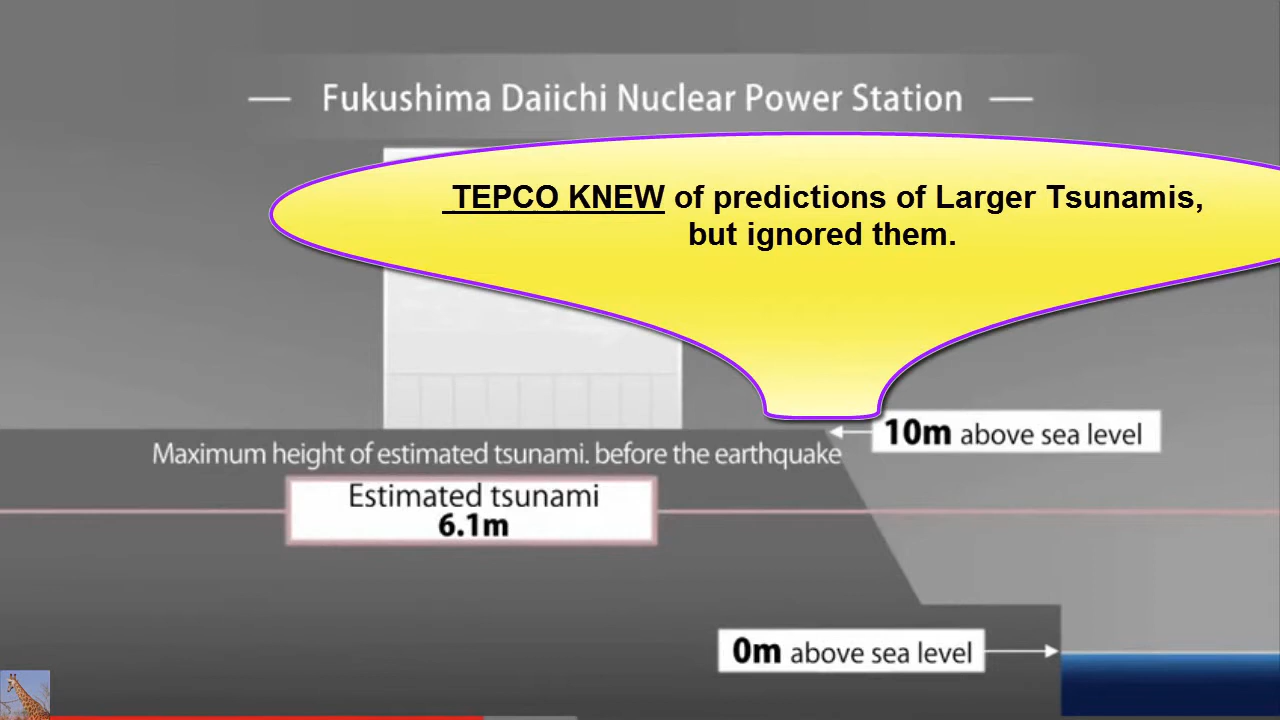 Fukushima Daiichi Nuclear Power Station
TEPCO KNEW of predictions of Larger Tsunamis,
but ignored them.
10m above sea level
Maximum height of estimated tsunami. before the earthquake
Estimated tsunami
6.1m
0m above sea level